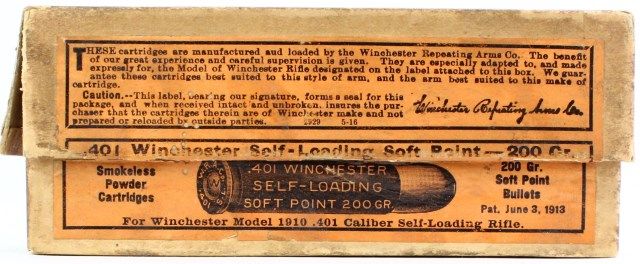 THESE cartridges are manufactured and loaded by the Winchester Repeating Arms Co. The benefit
of our great experience and careful supervision is given. They are especially adapted to, and made
expressly for, the Model of Winchester Rifle designated on the label attached to this box. We guar-
antee these cartridges best suited to this style of arm, and the arm best suited to this make of
cartridge.
Caution.--This label, bearing our signature, forms a seal for this
package, and when received intact and unbroken, insures the pur-
chaser that the cartridges therein are of Winchester make and not
prepared or reloaded by outside parties. 2929 5-16
Winchester Repeating Arms Co.
.401 Winchester Self-Loading Soft Point—200 Gr.
Smokeless
Powder
Cartridges
.401 WINCHESTER
SELF-LOADING
SOFT POINT 200 GR.
200 Gr.
Soft Point
Bullets
Pat. June 3, 1913
For Winchester Model 1910 .401 Caliber Self-Loading Rifle.